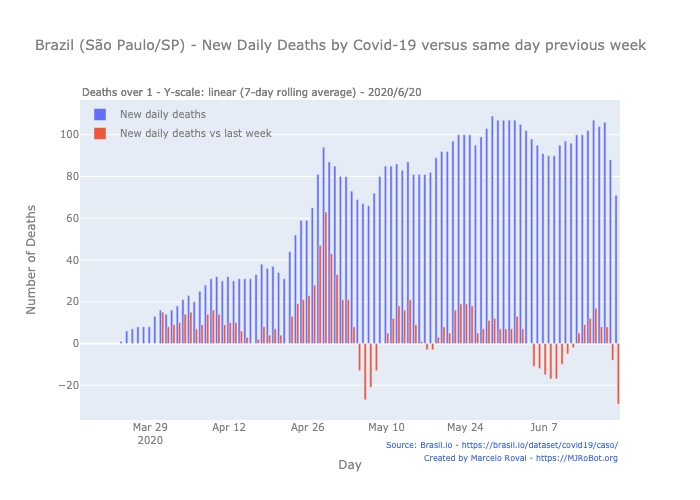 Brazil (São Paulo/SP) - New Daily Deaths by Covid-19 versus same day previous week
Deaths over 1 - Y-scale: linear (7-day rolling average) - 2020/6/20
New daily deaths
New daily deaths vs last week
100
80
60
40
20
0
−20
Number of Deaths
Mar 29
2020
Apr 12
Apr 26
May 10
May 24
Jun 7
Day
Source: Brasil.io - https://brasil.io/dataset/covid19/caso/
Created by Marcelo Rovai - https://MJRoBot.org